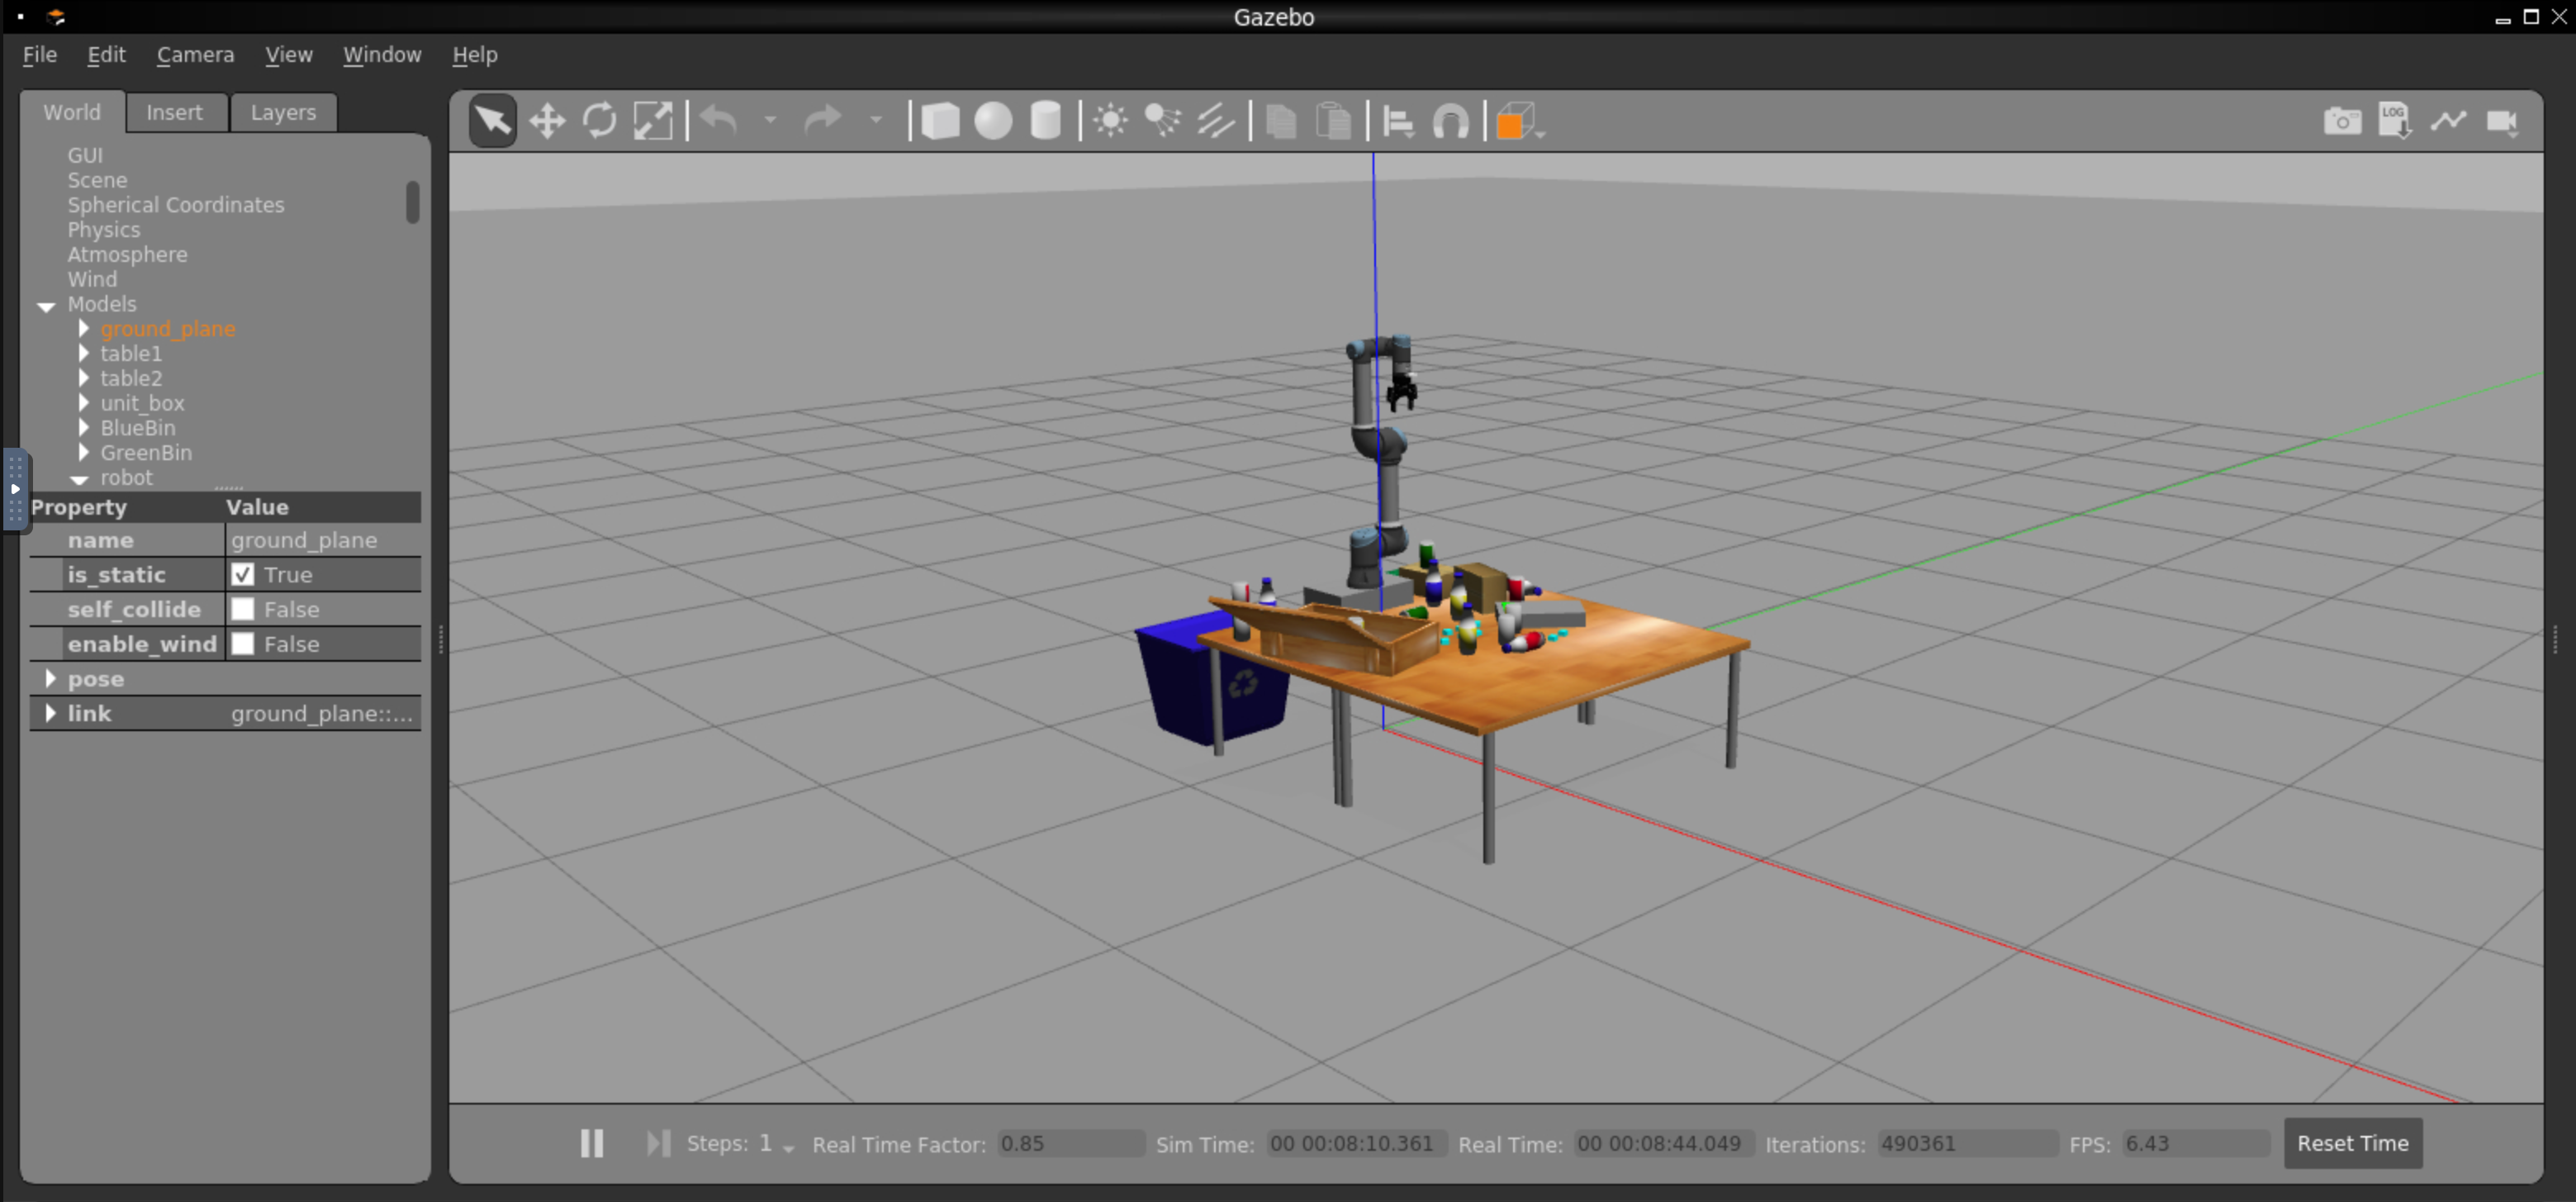 Gazebo
File Edit Camera View Window Help
World Insert Layers
LOG
GUI
Scene
Spherical Coordinates
Physics
Atmosphere
Wind
Models
ground_plane
table1
table2
unit_box
BlueBin
GreenBin
robot
Property Value
name ground_plane
is_static True
self_collide False
enable_wind False
pose
link ground_plane::...
Steps: 1 Real Time Factor: 0.85 Sim Time: 00 00:08:10.361 Real Time: 00 00:08:44.049 Iterations: 490361 FPS: 6.43 Reset Time